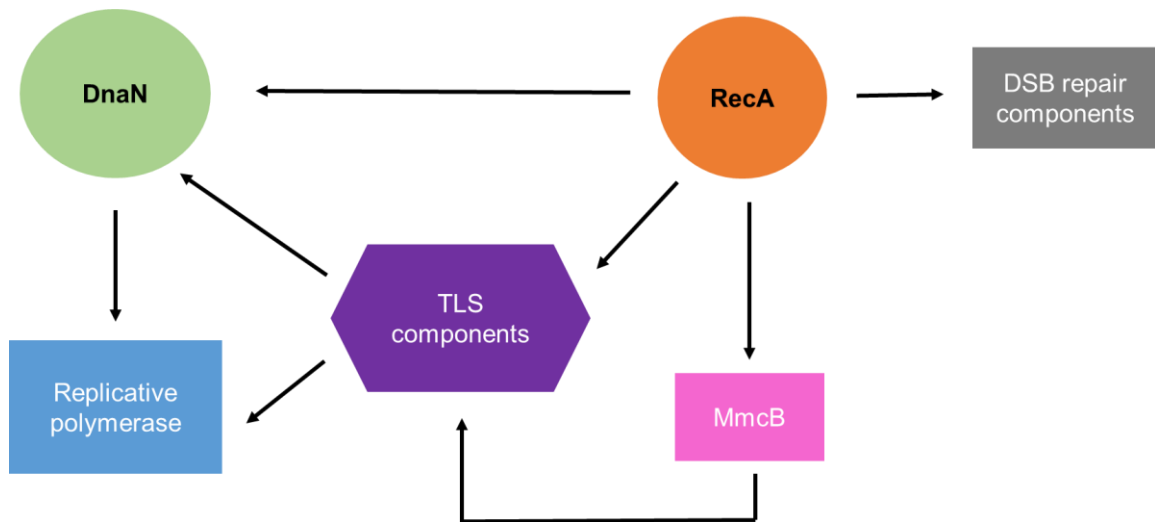 DnaN
RecA
DSB repair
components
TLS
components
Replicative
polymerase
MmcB